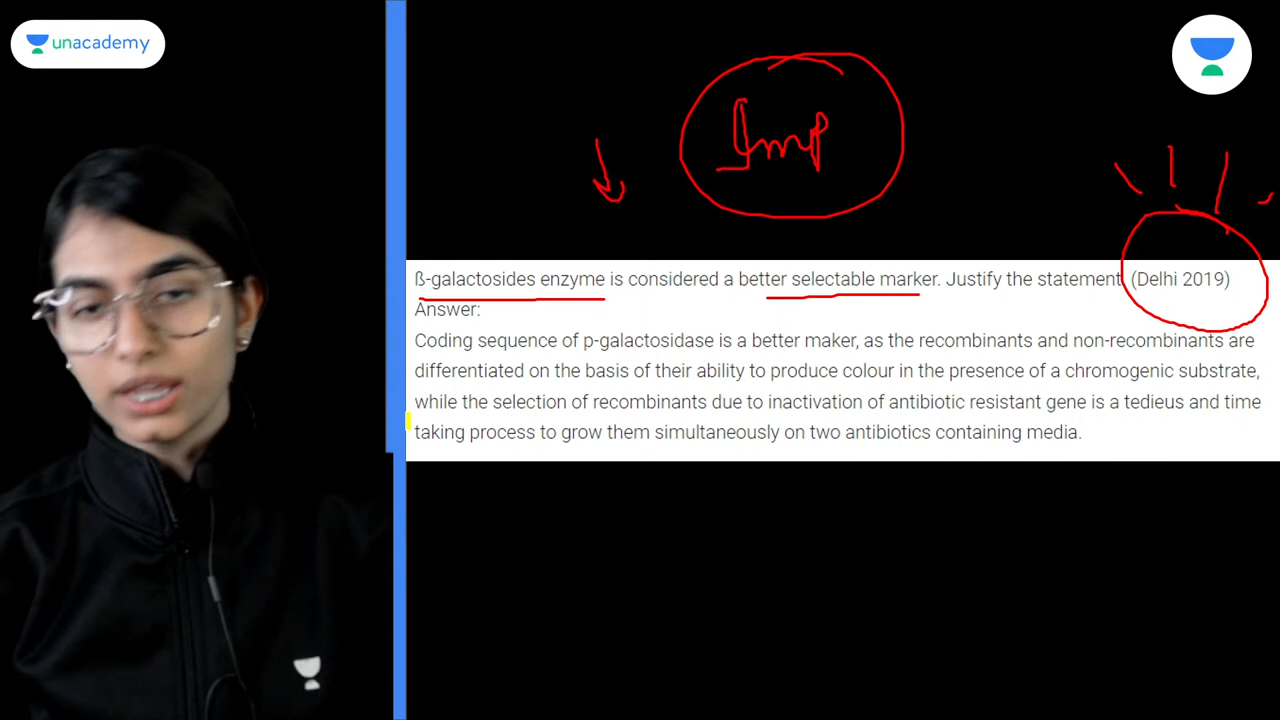 unacademy
Imp
ß-galactosides enzyme is considered a better selectable marker. Justify the statement. (Delhi 2019)
Answer:
Coding sequence of p-galactosidase is a better maker, as the recombinants and non-recombinants are
differentiated on the basis of their ability to produce colour in the presence of a chromogenic substrate,
while the selection of recombinants due to inactivation of antibiotic resistant gene is a tedieus and time
taking process to grow them simultaneously on two antibiotics containing media.